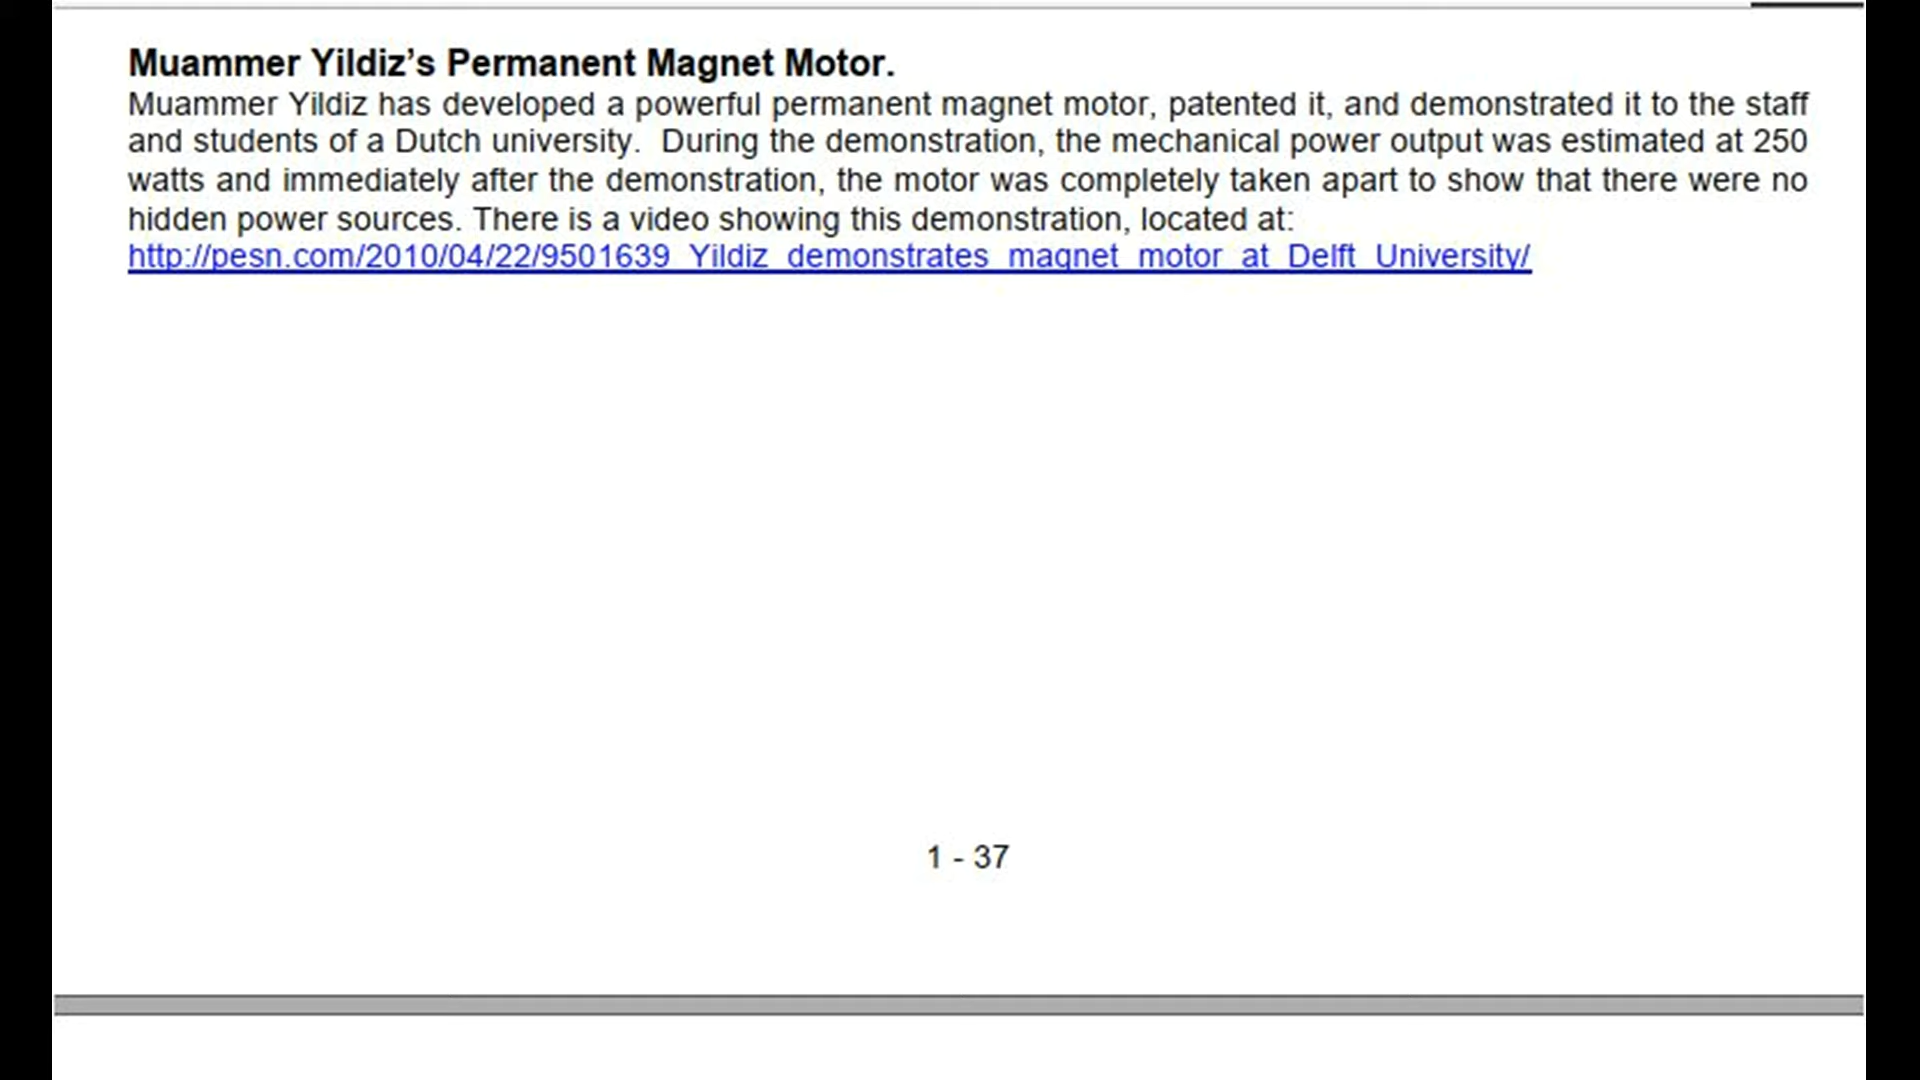 Muammer Yildiz’s Permanent Magnet Motor.
Muammer Yildiz has developed a powerful permanent magnet motor, patented it, and demonstrated it to the staff
and students of a Dutch university.  During the demonstration, the mechanical power output was estimated at 250
watts and immediately after the demonstration, the motor was completely taken apart to show that there were no
hidden power sources. There is a video showing this demonstration, located at:
http://pesn.com/2010/04/22/9501639_Yildiz_demonstrates_magnet_motor_at_Delft_University/
1 - 37